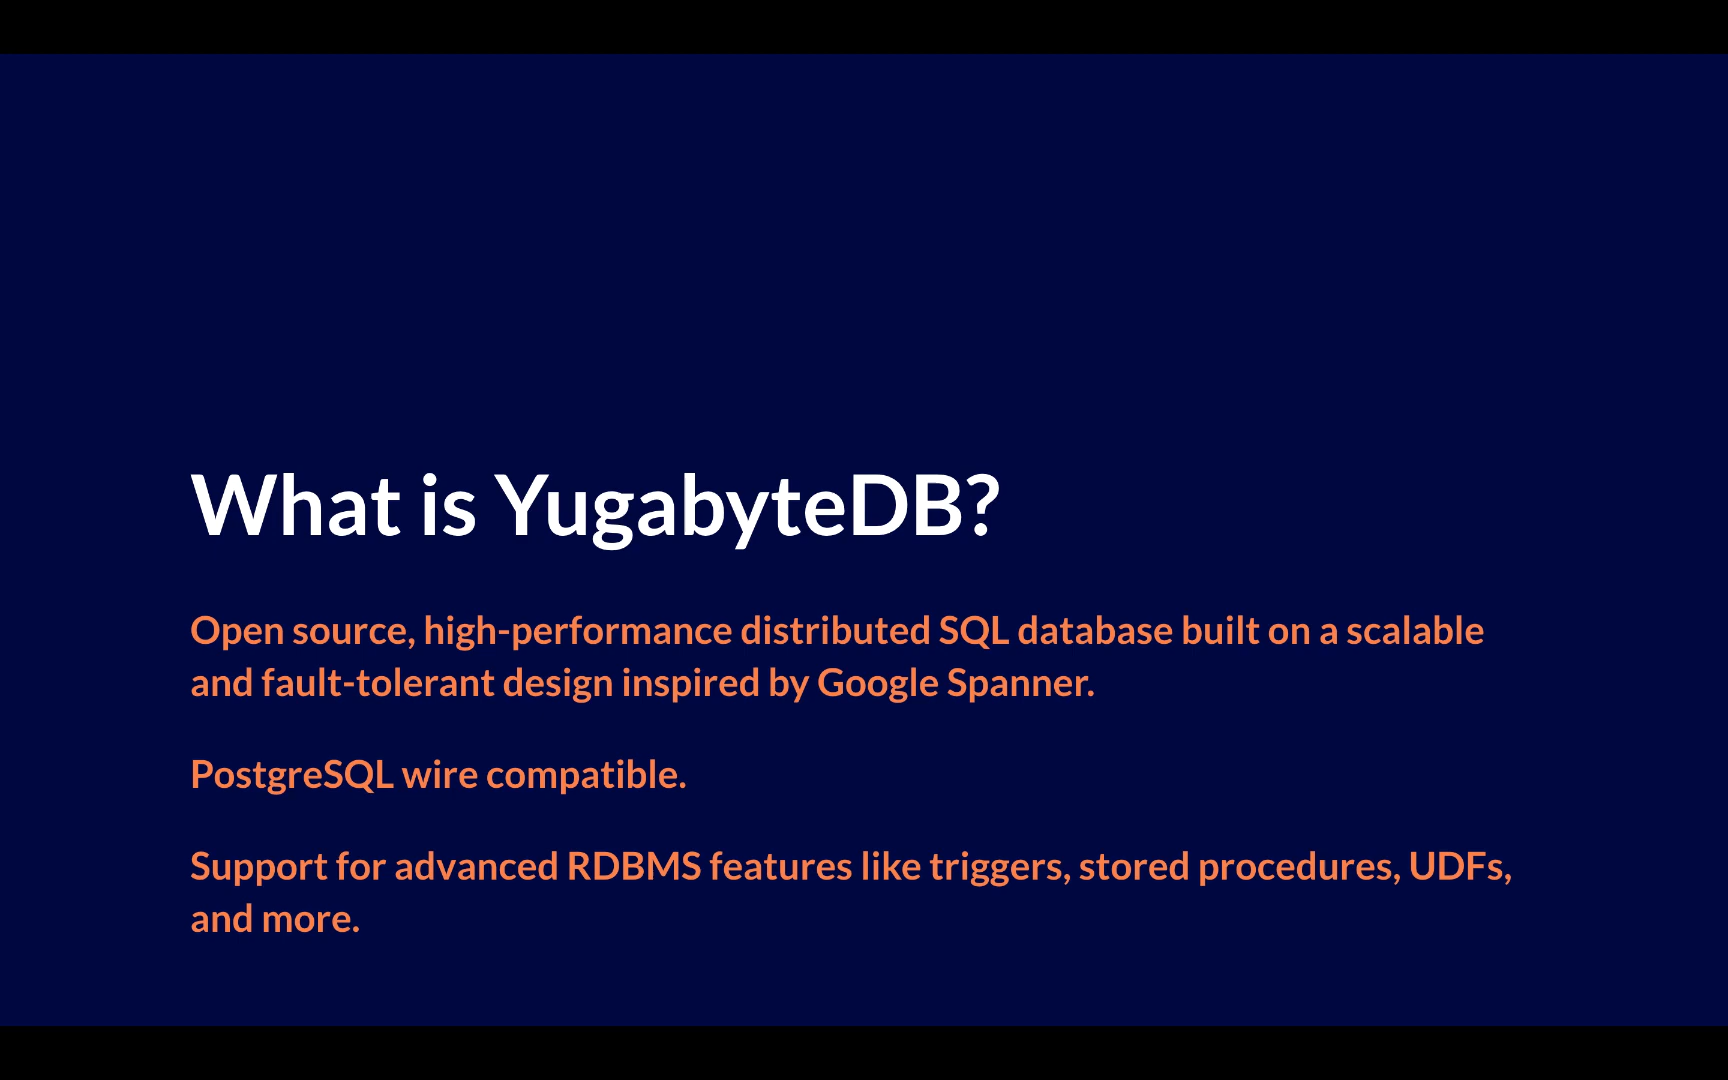 What is YugabyteDB?
Open source, high-performance distributed SQL database built on a scalable
and fault-tolerant design inspired by Google Spanner.
PostgreSQL wire compatible.
Support for advanced RDBMS features like triggers, stored procedures, UDFs,
and more.